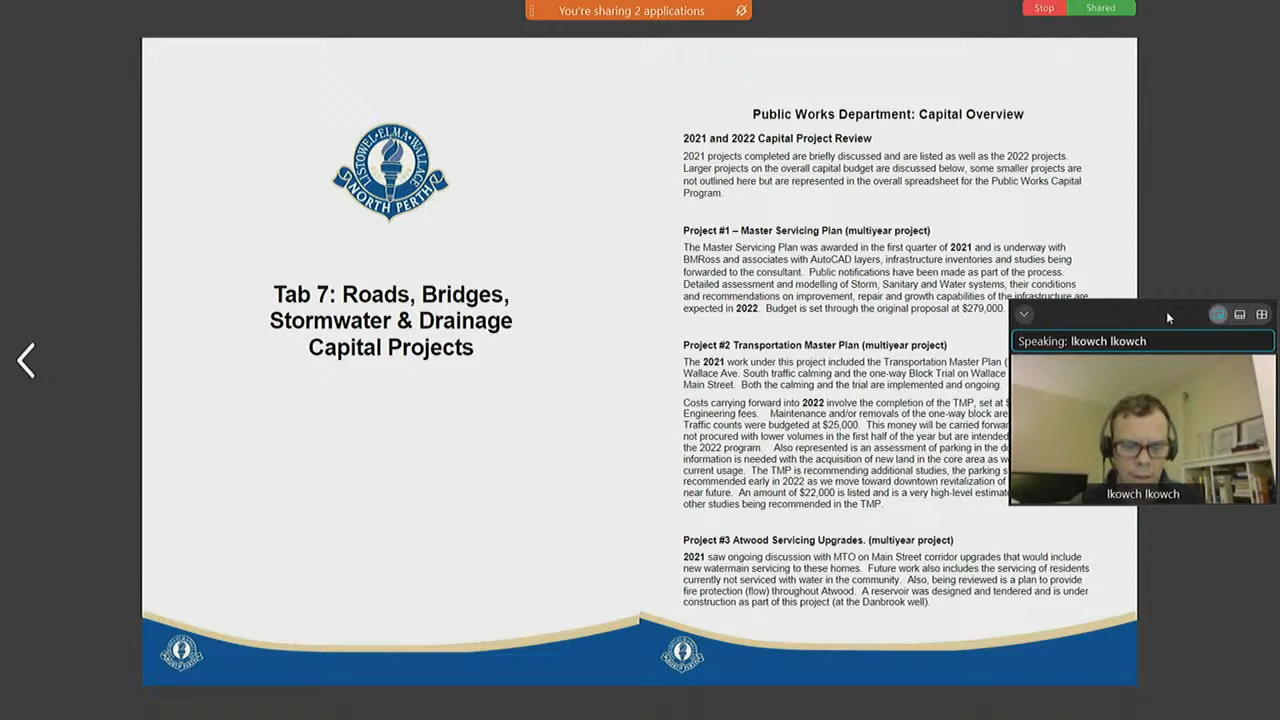 You're sharing 2 applications
Stop
Shared
LISTOWEL·ELMA·WALLACE
NORTH PERTH
Tab 7: Roads, Bridges,
Stormwater & Drainage
Capital Projects
Public Works Department: Capital Overview
2021 and 2022 Capital Project Review
2021 projects completed are briefly discussed and are listed as well as the 2022 projects.
Larger projects on the overall capital budget are discussed below, some smaller projects are
not outlined here but are represented in the overall spreadsheet for the Public Works Capital
Program.
Project #1 – Master Servicing Plan (multiyear project)
The Master Servicing Plan was awarded in the first quarter of 2021 and is underway with
BMRoss and associates with AutoCAD layers, infrastructure inventories and studies being
forwarded to the consultant. Public notifications have been made as part of the process.
Detailed assessment and modelling of Storm, Sanitary and Water systems, their conditions
and recommendations on improvement, repair and growth capabilities of the infrastructure are
expected in 2022. Budget is set through the original proposal at $279,000.
Project #2 Transportation Master Plan (multiyear project)
The 2021 work under this project included the Transportation Master Plan (
Wallace Ave. South traffic calming and the one-way Block Trial on Wallace
Main Street. Both the calming and the trial are implemented and ongoing
Costs carrying forward into 2022 involve the completion of the TMP, set at $
Engineering fees. Maintenance and/or removals of the one-way block are
Traffic counts were budgeted at $25,000. This money will be carried forwar
not procured with lower volumes in the first half of the year but are intended
the 2022 program. Also represented is an assessment of parking in the do
information is needed with the acquisition of new land in the core area as w
current usage. The TMP is recommending additional studies, the parking s
recommended early in 2022 as we move toward downtown revitalization of
near future. An amount of $22,000 is listed and is a very high-level estimate
other studies being recommended in the TMP.
Project #3 Atwood Servicing Upgrades. (multiyear project)
2021 saw ongoing discussion with MTO on Main Street corridor upgrades that would include
new watermain servicing to these homes. Future work also includes the servicing of residents
currently not serviced with water in the community. Also, being reviewed is a plan to provide
fire protection (flow) throughout Atwood. A reservoir was designed and tendered and is under
construction as part of this project (at the Danbrook well).
Speaking: lkowch lkowch
lkowch lkowch